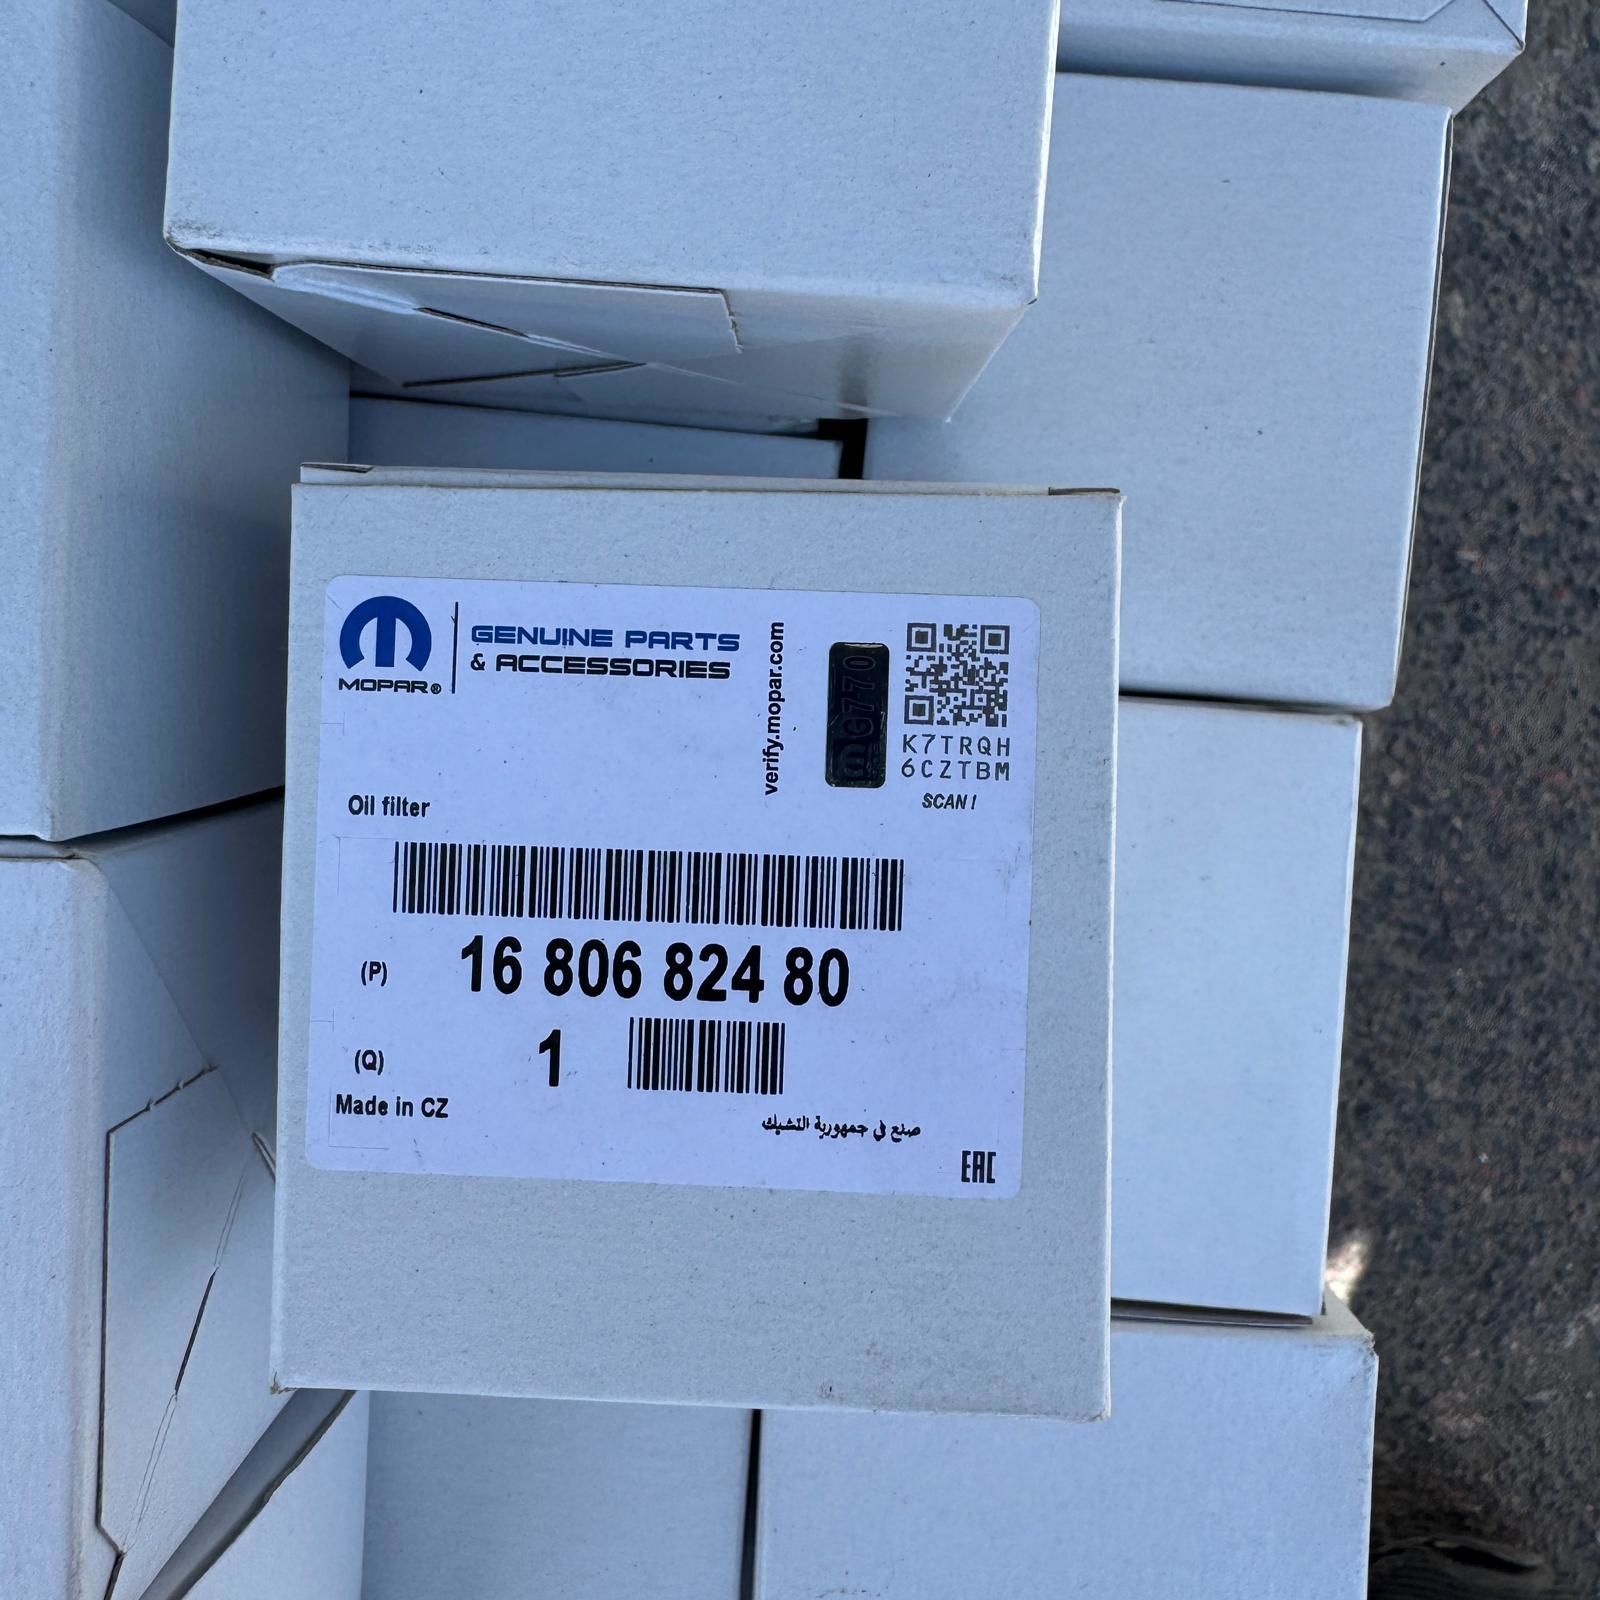 GENUINE PARTS
& ACCESSORIES
MOPAR®
verify.mopar.com
m e770
K7TRQH
6CZTBM
SCAN!
Oil filter
(P) 16 806 824 80
(Q) 1
Made in CZ
صنع في جمهورية التشيك
EAC